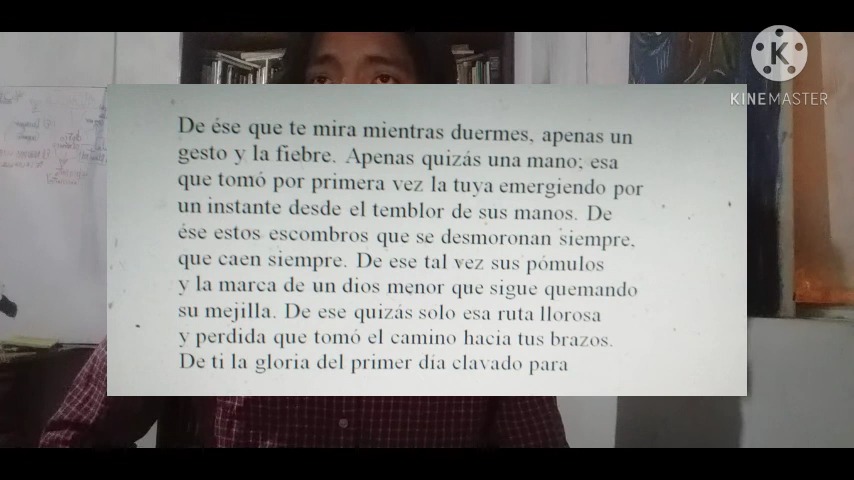 De ése que te mira mientras duermes, apenas un
gesto y la fiebre. Apenas quizás una mano; esa
que tomó por primera vez la tuya emergiendo por
un instante desde el temblor de sus manos. De
ése estos escombros que se desmoronan siempre,
que caen siempre. De ese tal vez sus pómulos
y la marca de un dios menor que sigue quemando
su mejilla. De ese quizás solo esa ruta llorosa
y perdida que tomó el camino hacia tus brazos.
De ti la gloria del primer día clavado para
K
KINEMASTER